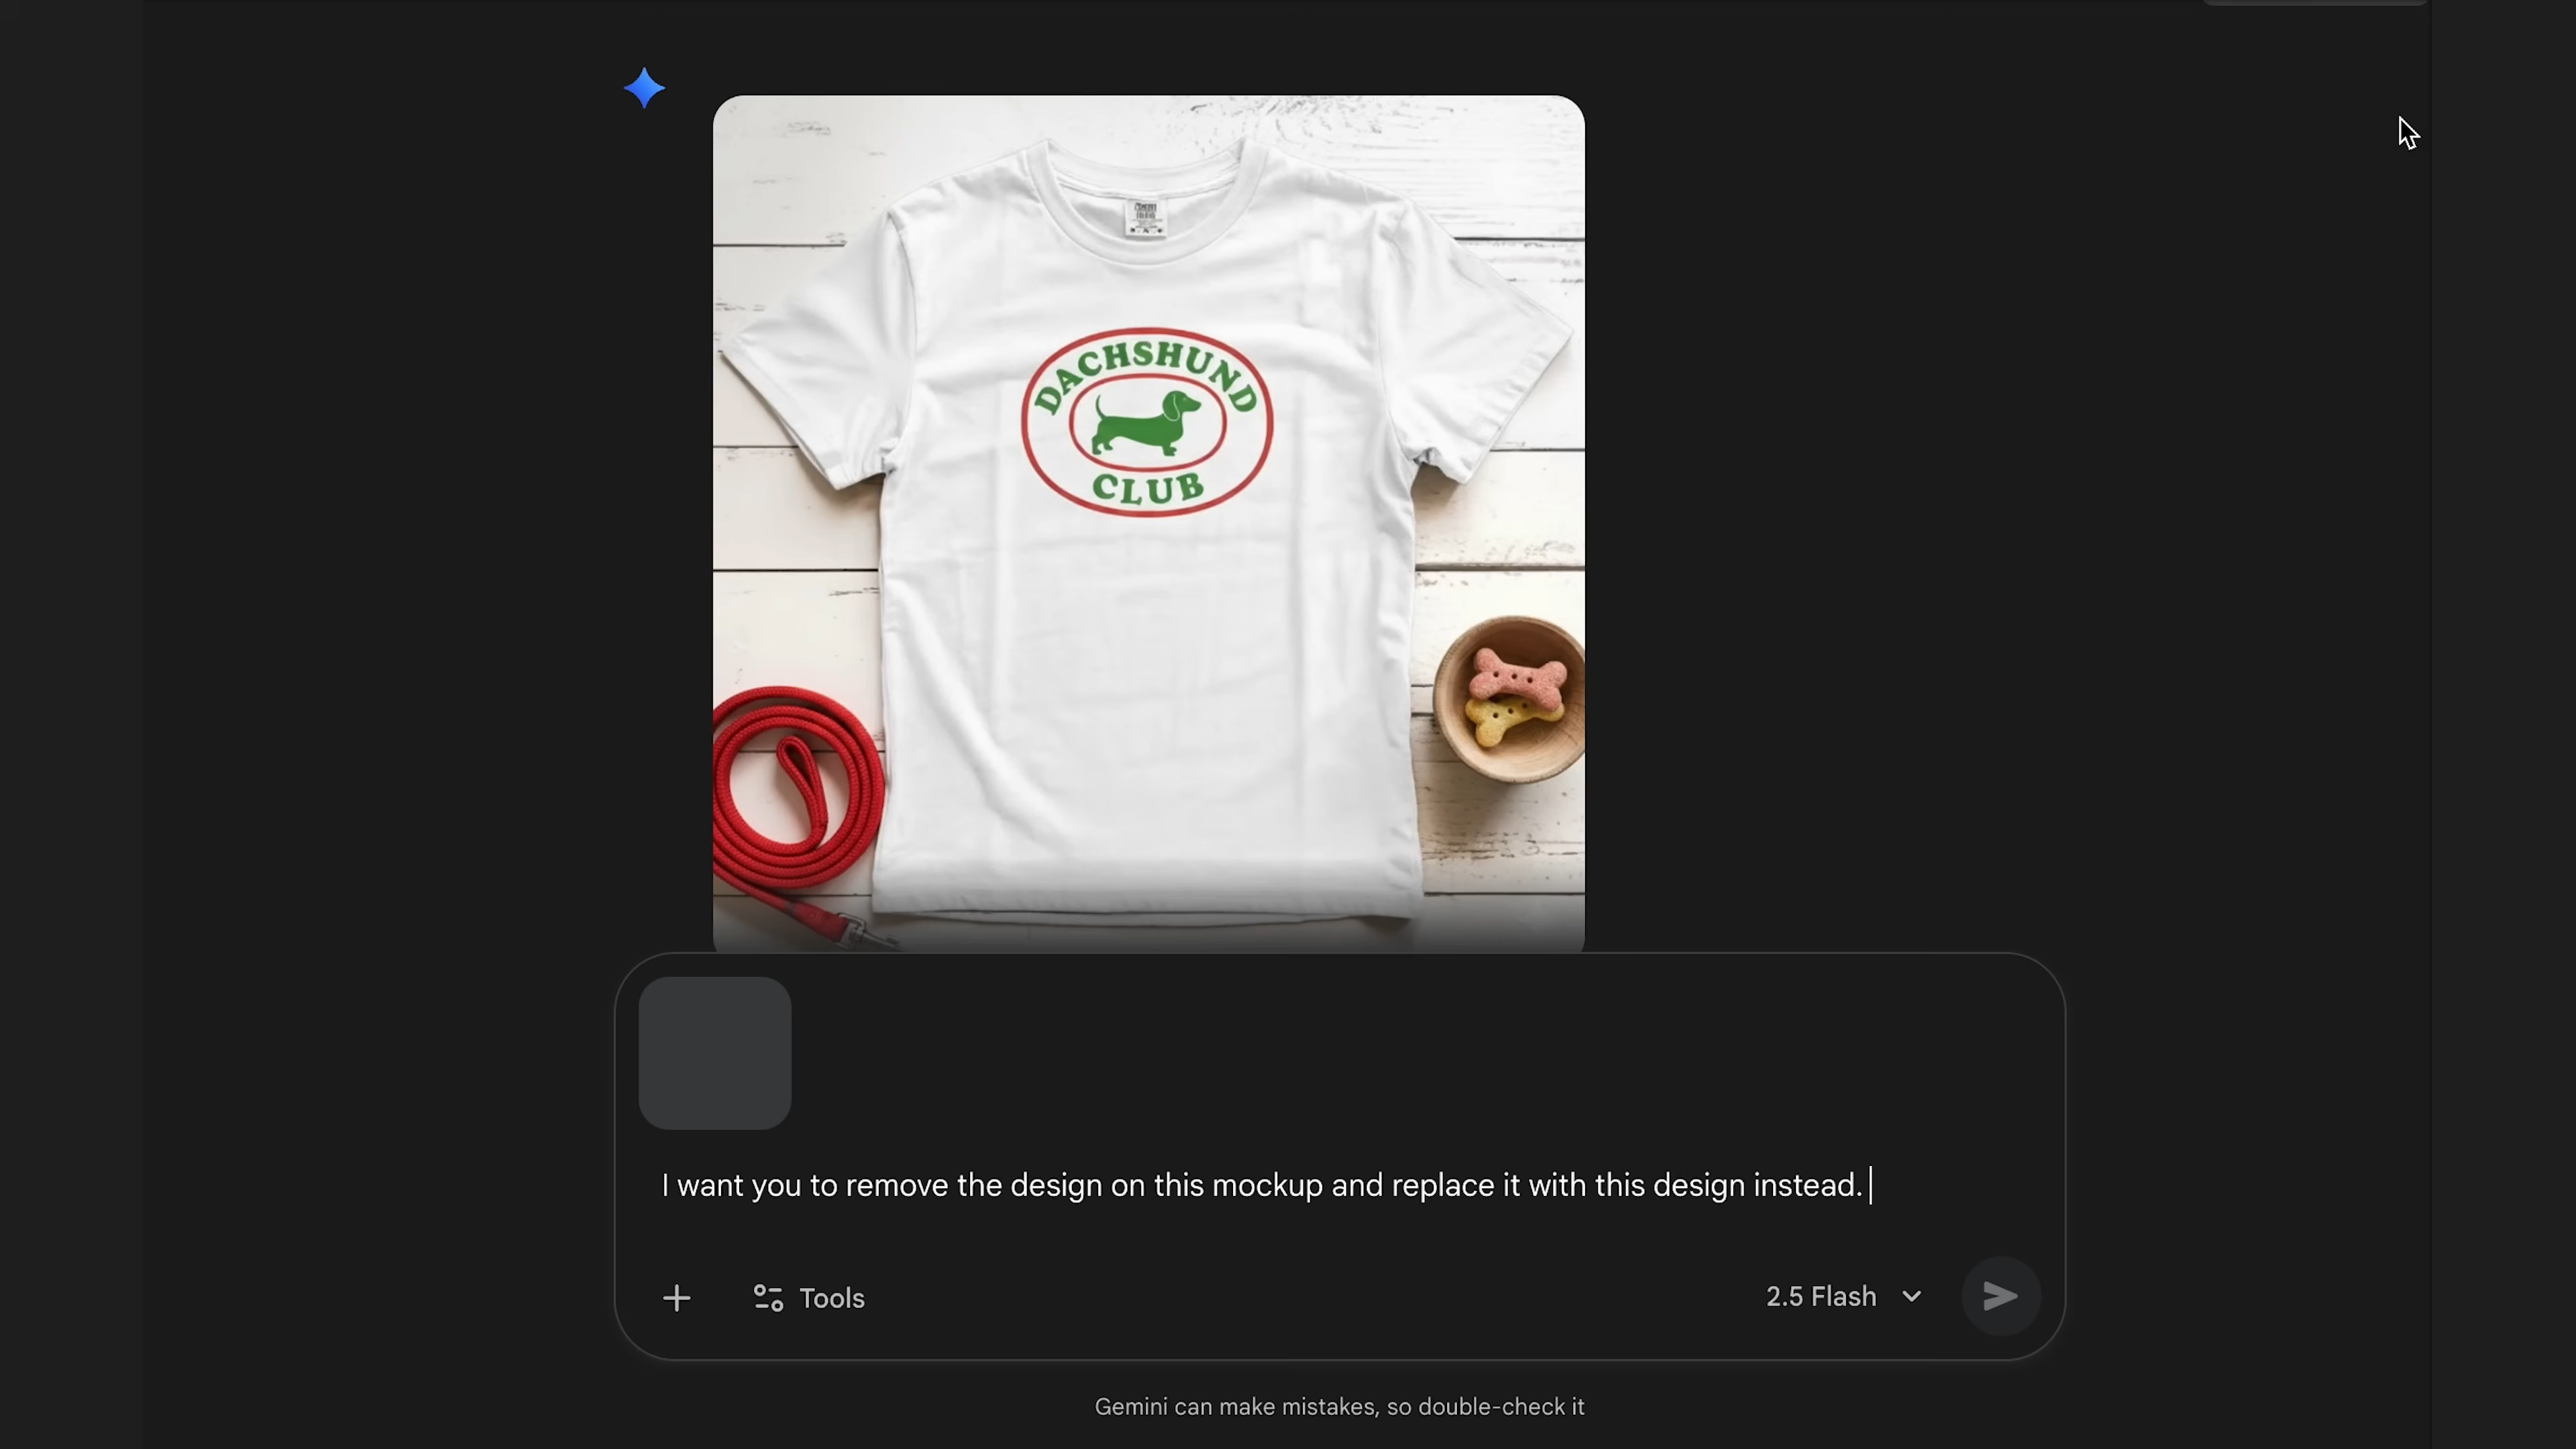 DACHSHUND
CLUB
I want you to remove the design on this mockup and replace it with this design instead.
Tools
2.5 Flash
Gemini can make mistakes, so double-check it